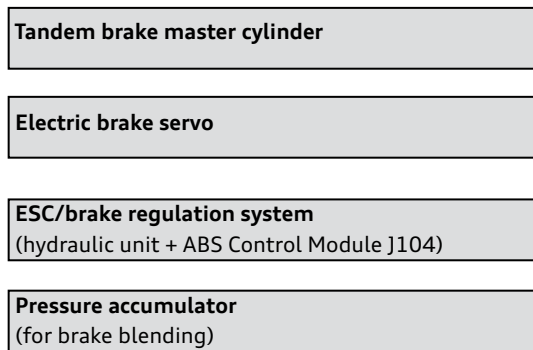 Tandem brake master cylinder
Electric brake servo
ESC/brake regulation system
(hydraulic unit + ABS Control Module J104)
Pressure accumulator
(for brake blending)